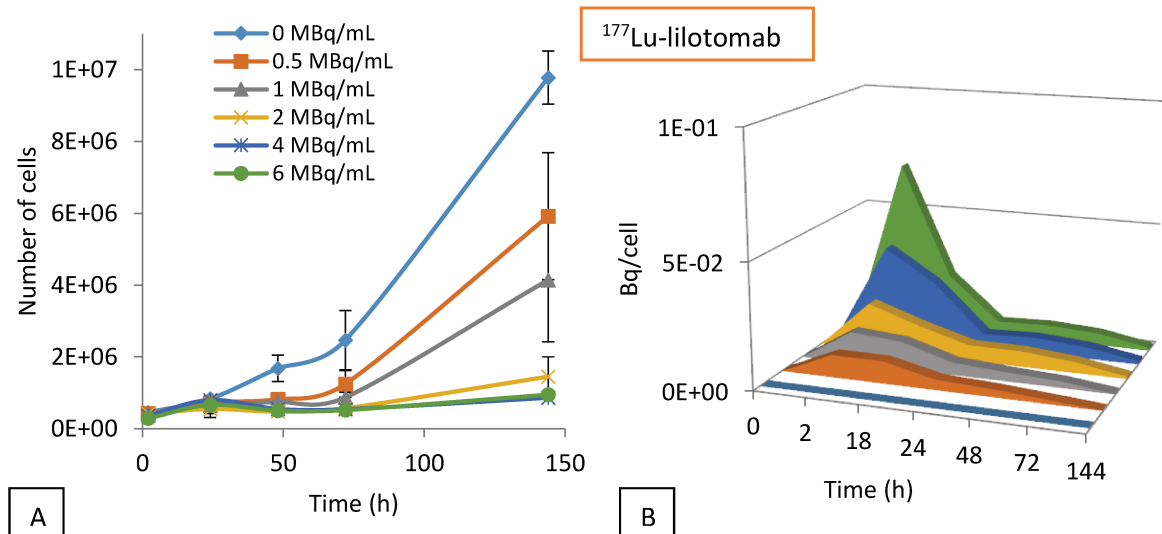 ¹⁷⁷Lu-lilotomab
0 MBq/mL
0.5 MBq/mL
1 MBq/mL
2 MBq/mL
4 MBq/mL
6 MBq/mL
1E+07
8E+06
6E+06
4E+06
2E+06
0E+00
Number of cells
0 50 100 150
Time (h)
A
1E-01
5E-02
0E+00
Bq/cell
0 2 18 24 48 72 144
Time (h)
B